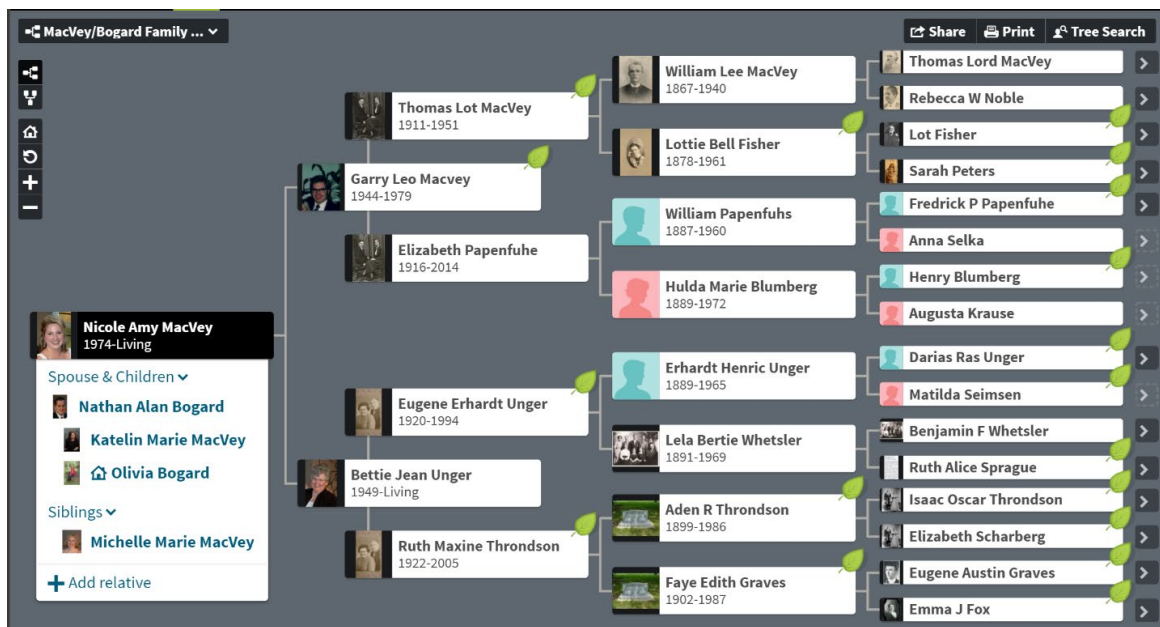 MacVey/Bogard Family ...
Share
Print
Tree Search
Nicole Amy MacVey
1974-Living
Spouse & Children
Nathan Alan Bogard
Katelin Marie MacVey
Olivia Bogard
Siblings
Michelle Marie MacVey
Add relative
Garry Leo Macvey
1944-1979
Bettie Jean Unger
1949-Living
Thomas Lot MacVey
1911-1951
Elizabeth Papenfuhe
1916-2014
Eugene Erhardt Unger
1920-1994
Ruth Maxine Throndson
1922-2005
William Lee MacVey
1867-1940
Lottie Bell Fisher
1878-1961
William Papenfuhs
1887-1960
Hulda Marie Blumberg
1889-1972
Erhardt Henric Unger
1889-1965
Lela Bertie Whetsler
1891-1969
Aden R Throndson
1899-1986
Faye Edith Graves
1902-1987
Thomas Lord MacVey
Rebecca W Noble
Lot Fisher
Sarah Peters
Fredrick P Papenfuhe
Anna Selka
Henry Blumberg
Augusta Krause
Darias Ras Unger
Matilda Seimsen
Benjamin F Whetsler
Ruth Alice Sprague
Isaac Oscar Throndson
Elizabeth Scharberg
Eugene Austin Graves
Emma J Fox